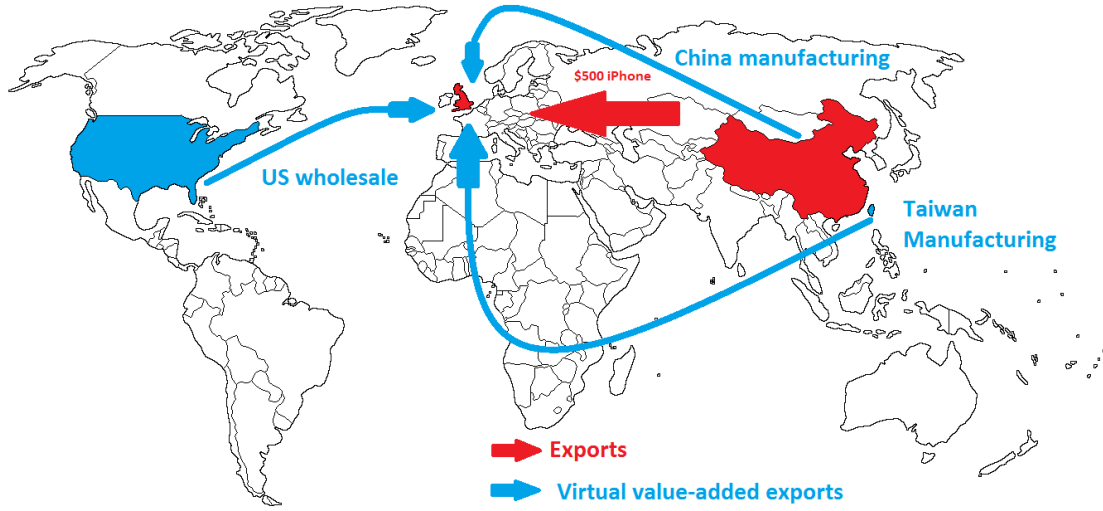 China manufacturing
$500 iPhone
US wholesale
Taiwan
Manufacturing
Exports
Virtual value-added exports